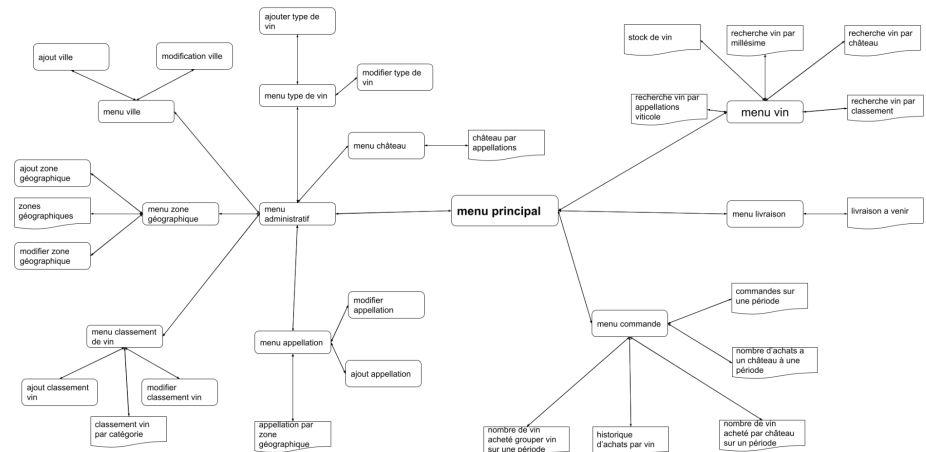 ajouter type de
vin
ajout ville
modification ville
stock de vin
recherche vin par
millésime
recherche vin par
château
modifier type de
vin
menu type de vin
menu ville
recherche vin par
appellations
viticole
menu vin
recherche vin par
classement
menu château
château par
appellations
ajout zone
géographique
zones
géographiques
menu zone
géographique
menu
administratif
menu principal
menu livraison
livraison a venir
modifier zone
géographique
modifier
appellation
commandes sur
une période
menu classement
de vin
menu appellation
menu commande
nombre d'achats a
un château à une
période
ajout classement
vin
modifier
classement vin
ajout appellation
classement vin
par catégorie
appellation par
zone
géographique
nombre de vin
acheté grouper vin
sur une période
historique
d'achats par vin
nombre de vin
acheté par château
sur un période